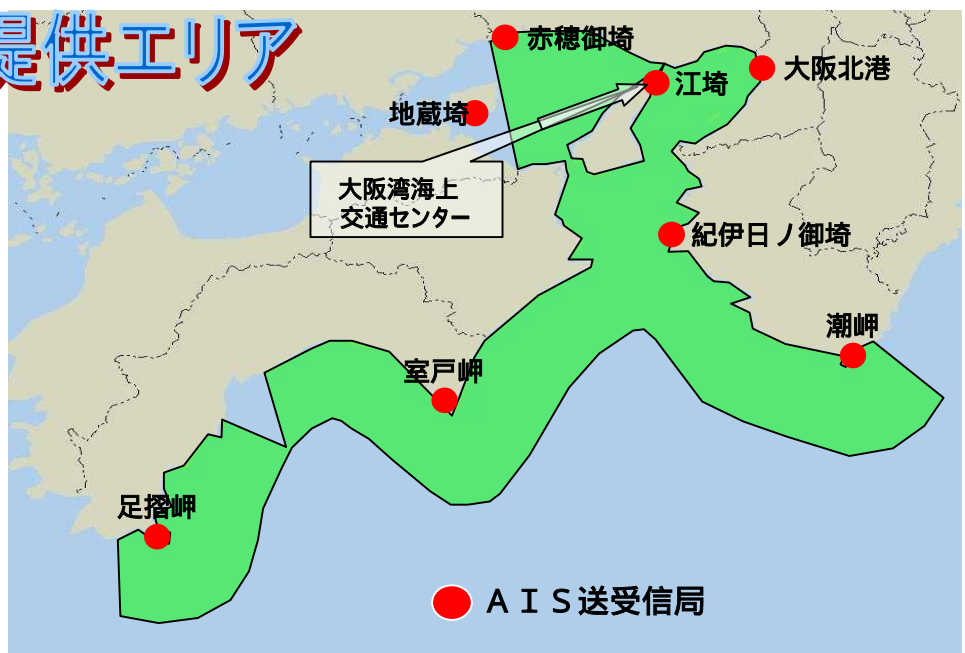 提供エリア
赤穂御埼
大阪北港
江埼
地蔵埼
大阪湾海上
交通センター
紀伊日ノ御埼
潮岬
室戸岬
足摺岬
ＡＩＳ送受信局